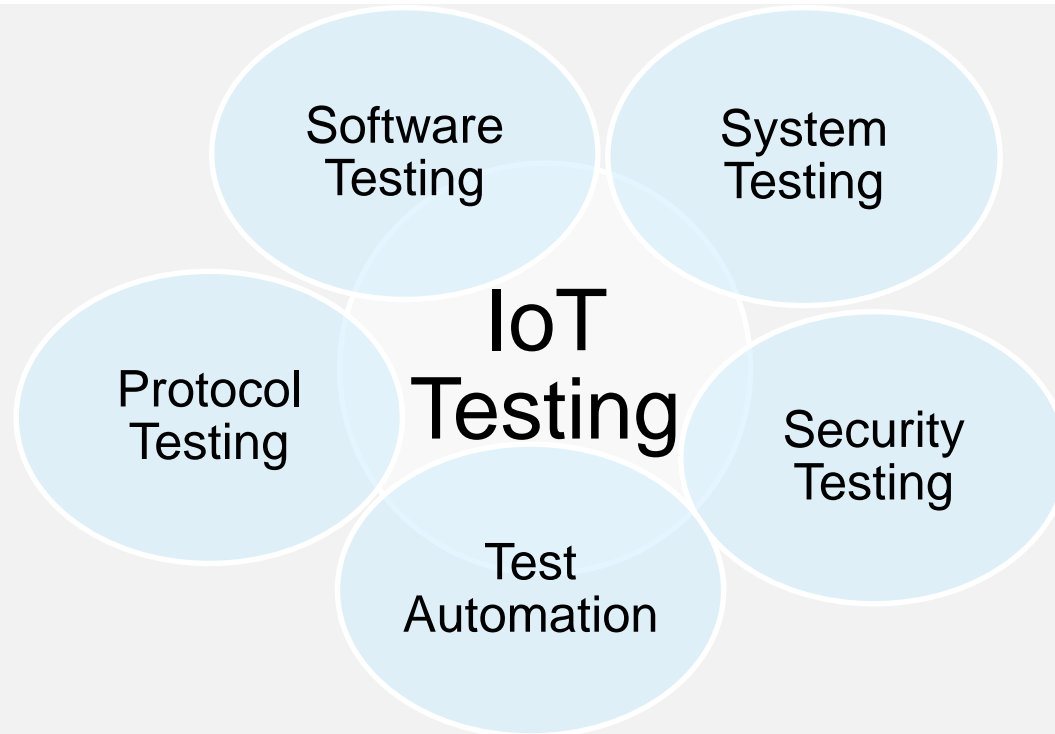 Software
Testing
System
Testing
IoT
Testing
Protocol
Testing
Security
Testing
Test
Automation